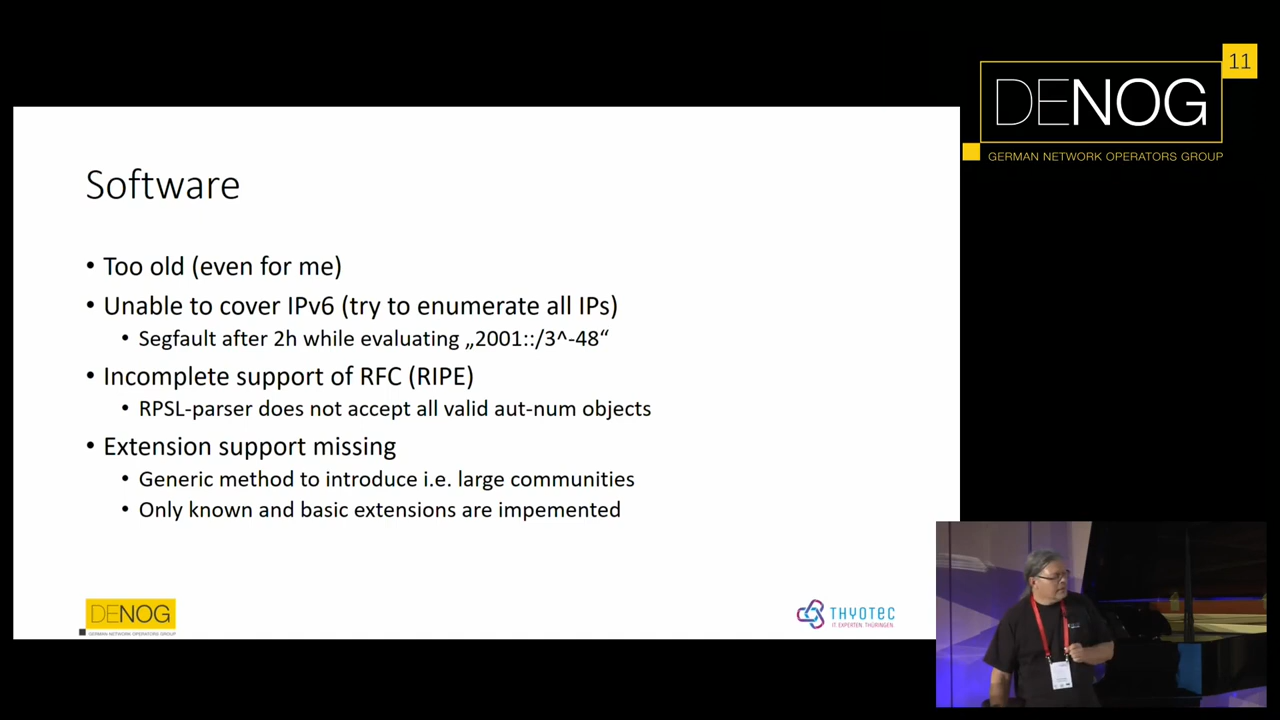 11
DENOG
GERMAN NETWORK OPERATORS GROUP
Software
• Too old (even for me)
• Unable to cover IPv6 (try to enumerate all IPs)
• Segfault after 2h while evaluating „2001::/3^-48“
• Incomplete support of RFC (RIPE)
• RPSL-parser does not accept all valid aut-num objects
• Extension support missing
• Generic method to introduce i.e. large communities
• Only known and basic extensions are impemented
DENOG
GERMAN NETWORK OPERATORS GROUP
THYOTEC
IT.EXPERTEN.THÜRINGEN.